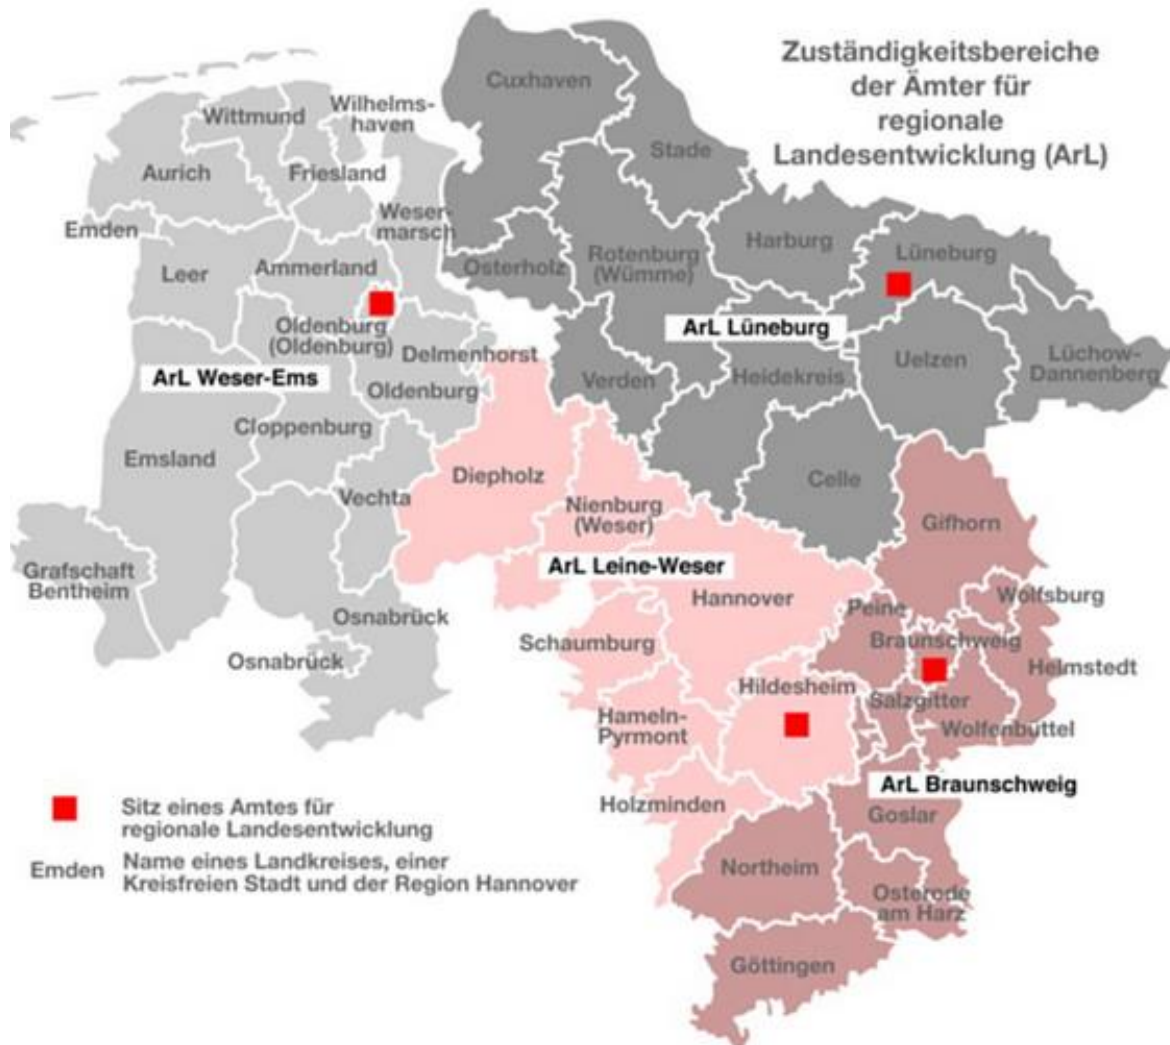 Zuständigkeitsbereiche
der Ämter für
regionale
Landesentwicklung (ArL)
Cuxhaven
Wittmund
Wilhelms-
haven
Stade
Aurich
Friesland
Emden
Weser-
marsch
Harburg
Lüneburg
Leer
Ammerland
Osterholz
Rotenburg
(Wümme)
Oldenburg
(Oldenburg)
ArL Lüneburg
Delmenhorst
Uelzen
Lüchow-
Dannenberg
ArL Weser-Ems
Oldenburg
Verden
Heidekreis
Cloppenburg
Emsland
Diepholz
Celle
Vechta
Nienburg
(Weser)
Gifhorn
ArL Leine-Weser
Grafschaft
Bentheim
Hannover
Peine
Wolfsburg
Osnabrück
Schaumburg
Braunschweig
Osnabrück
Helmstedt
Hildesheim
Salzgitter
Hameln-
Pyrmont
Wolfenbüttel
ArL Braunschweig
Holzminden
Goslar
Northeim
Osterode
am Harz
Göttingen
Sitz eines Amtes für
regionale Landesentwicklung
Emden
Name eines Landkreises, einer
Kreisfreien Stadt und der Region Hannover